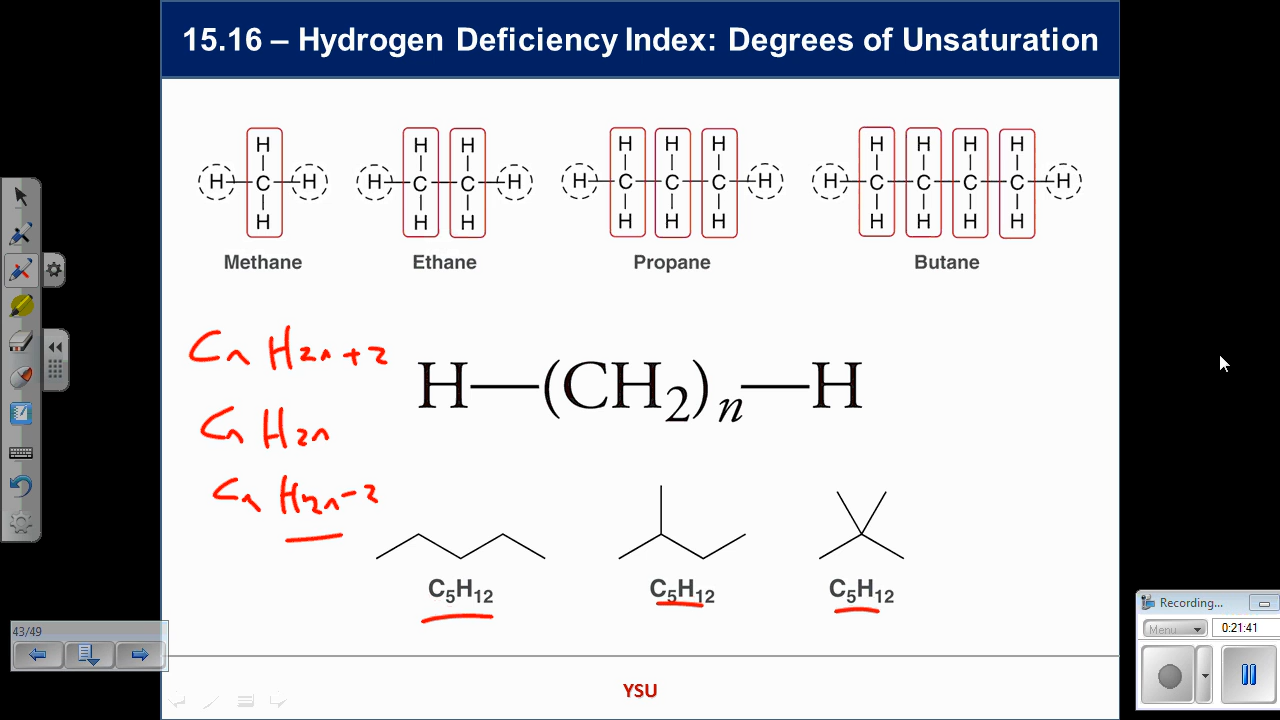 15.16 – Hydrogen Deficiency Index: Degrees of Unsaturation
H H H H H H H H H H
H C H H C C H H C C C H H C C C C H
H H H H H H H H H H
Methane Ethane Propane Butane
CnH2n+2
H—(CH2)n—H
CnH2n
CnH2n-2
C5H12 C5H12 C5H12
Recording...
43/49
Menu 0:21:41
YSU